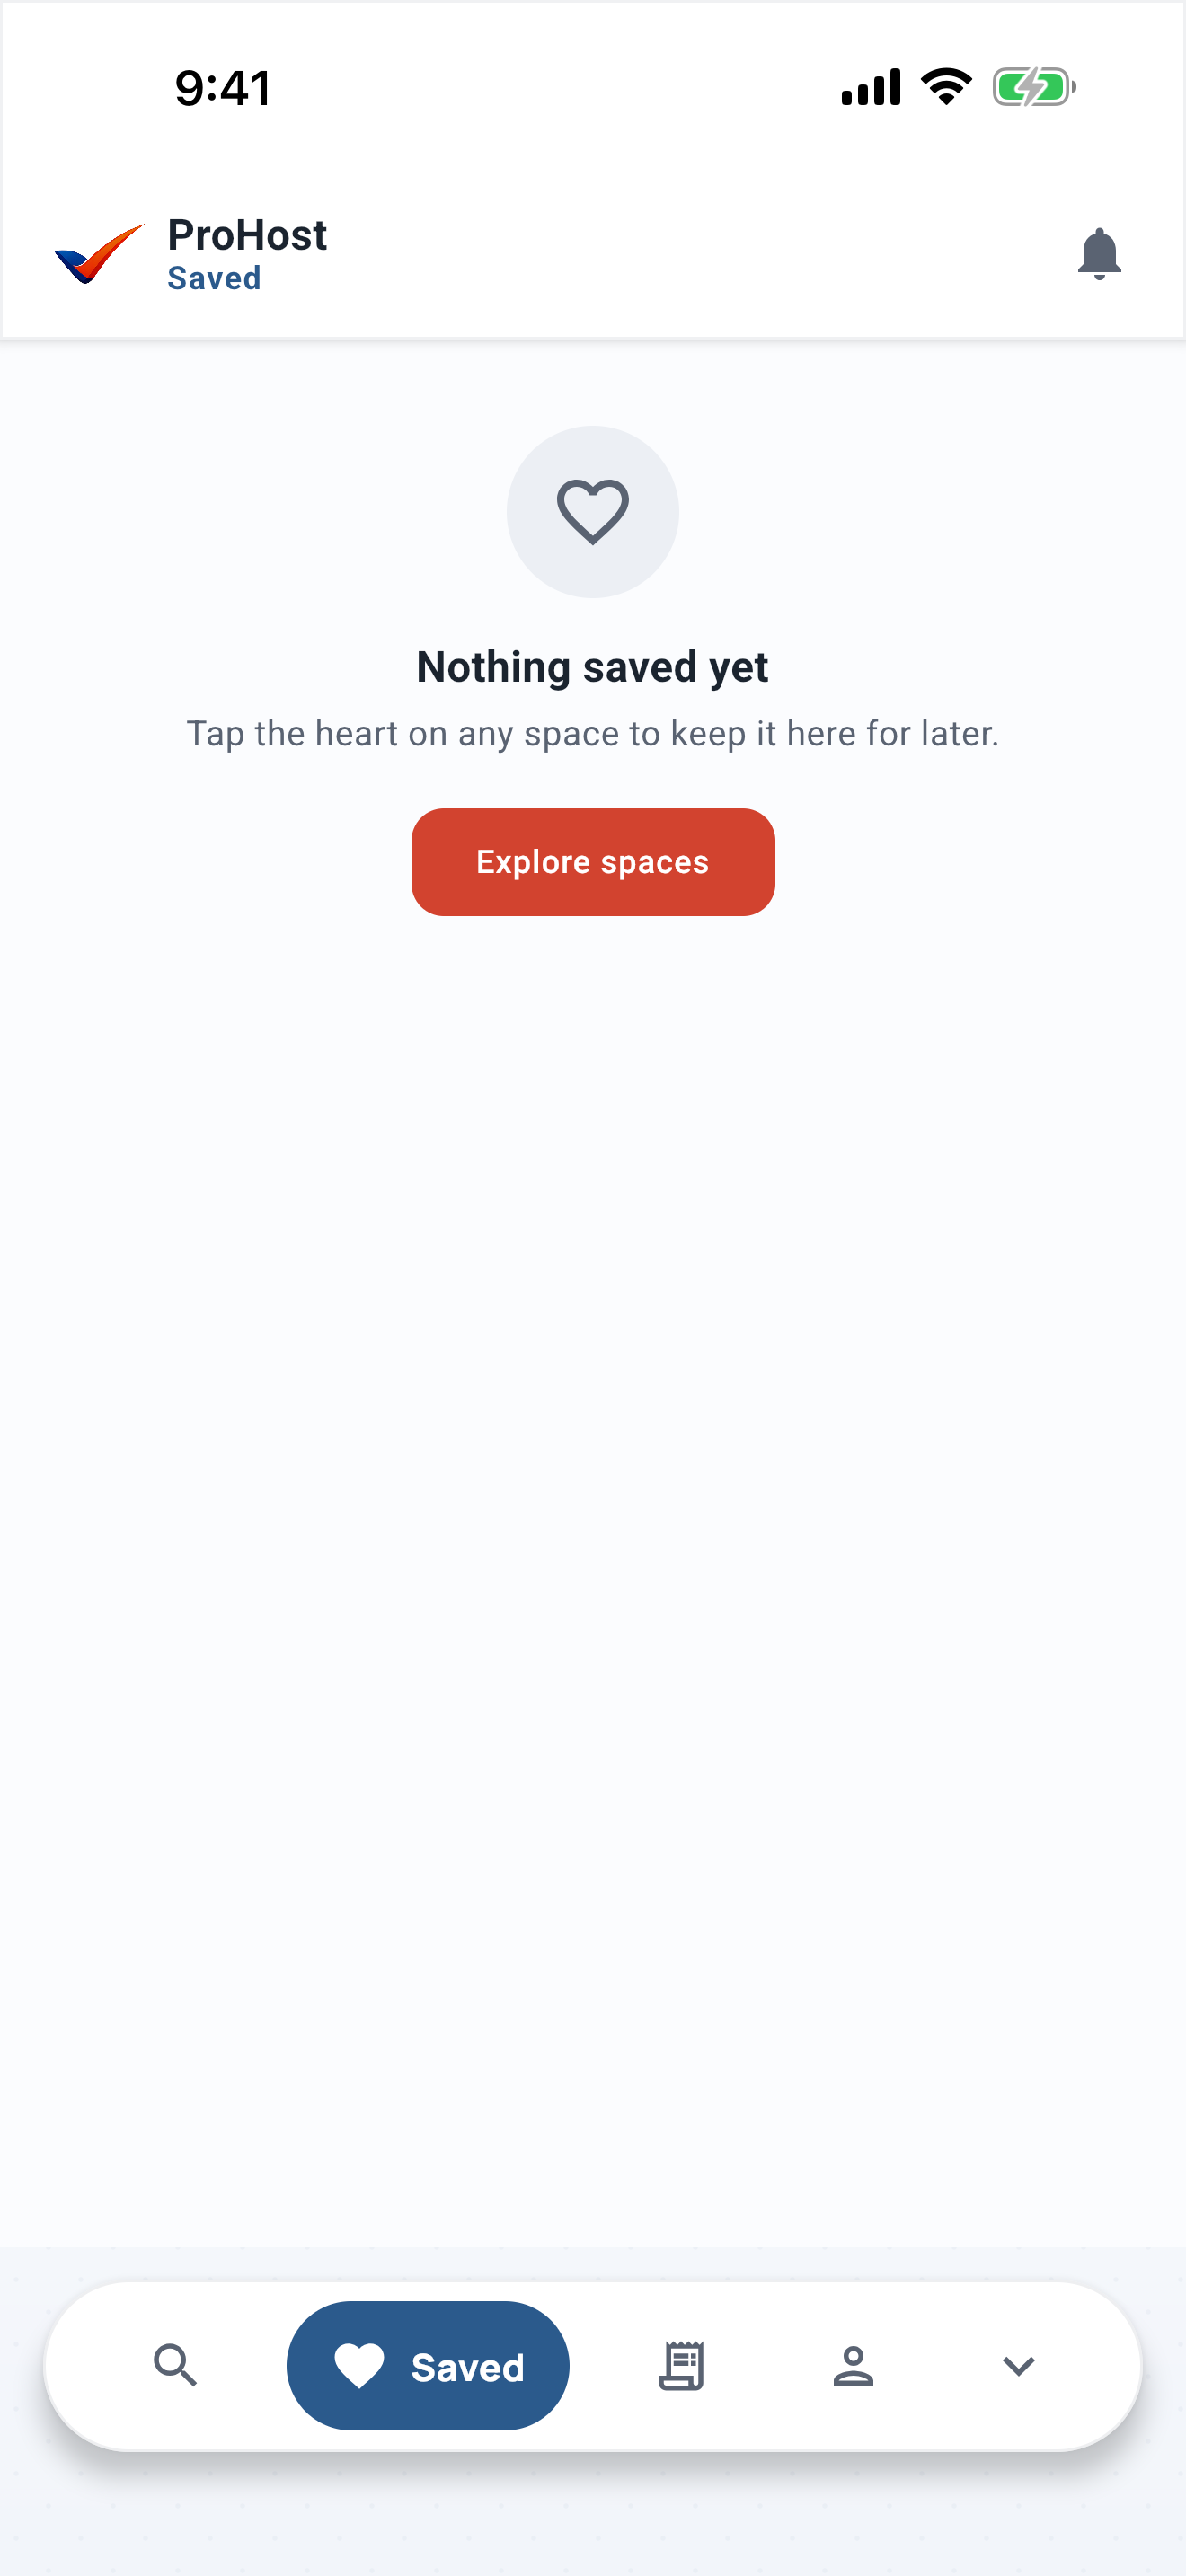 9:41
ProHost
Saved
Nothing saved yet
Tap the heart on any space to keep it here for later.
Explore spaces
Saved